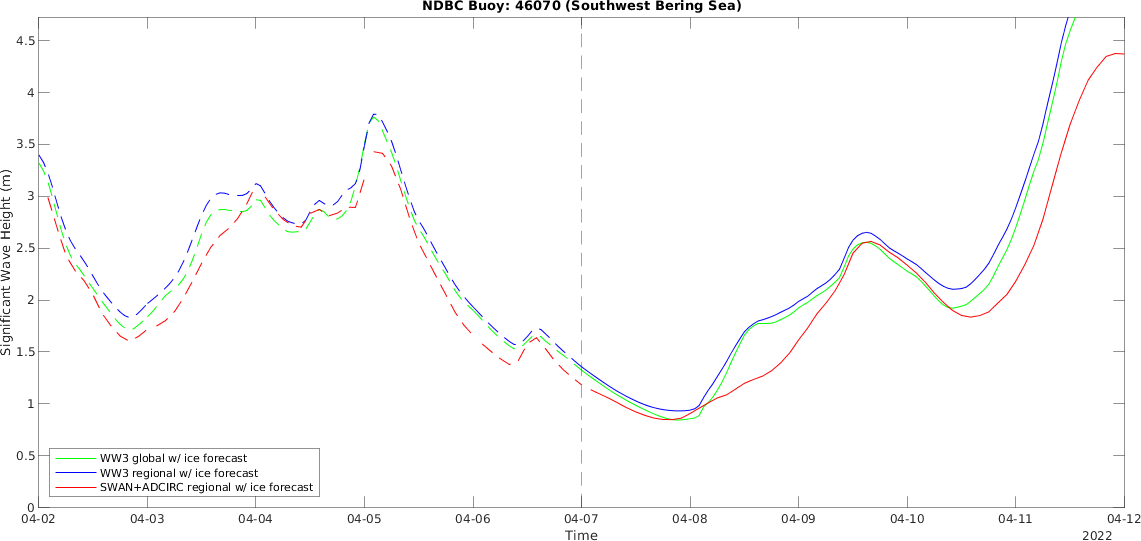 NDBC Buoy: 46070 (Southwest Bering Sea)
Significant Wave Height (m)
4.5
4
3.5
3
2.5
2
1.5
1
0.5
0
WW3 global w/ ice forecast
WW3 regional w/ ice forecast
SWAN+ADCIRC regional w/ ice forecast
04-02 04-03 04-04 04-05 04-06 04-07 04-08 04-09 04-10 04-11 04-12
Time
2022